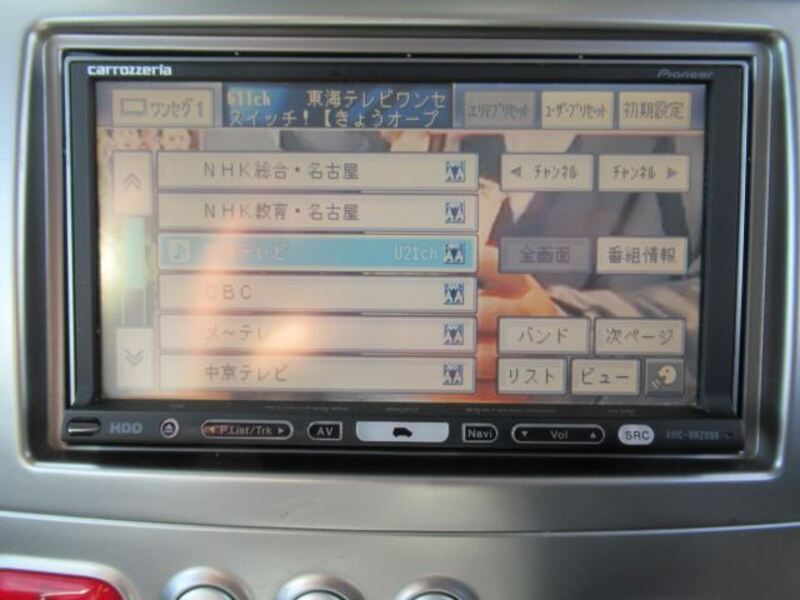 carrozzeria
Pioneer
ワンセグ1
611ch 東海テレビワンセ
スイッチ!【きょうオープ
エリアプリセット
ユーザープリセット
初期設定
NHK総合・名古屋
チャンネル
チャンネル
NHK教育・名古屋
テレビ U21ch
全画面
番組情報
CBC
メ~テレ
バンド
次ページ
中京テレビ
リスト
ビュー
HDD
P.List/Trk
AV
Navi
Vol
SRC